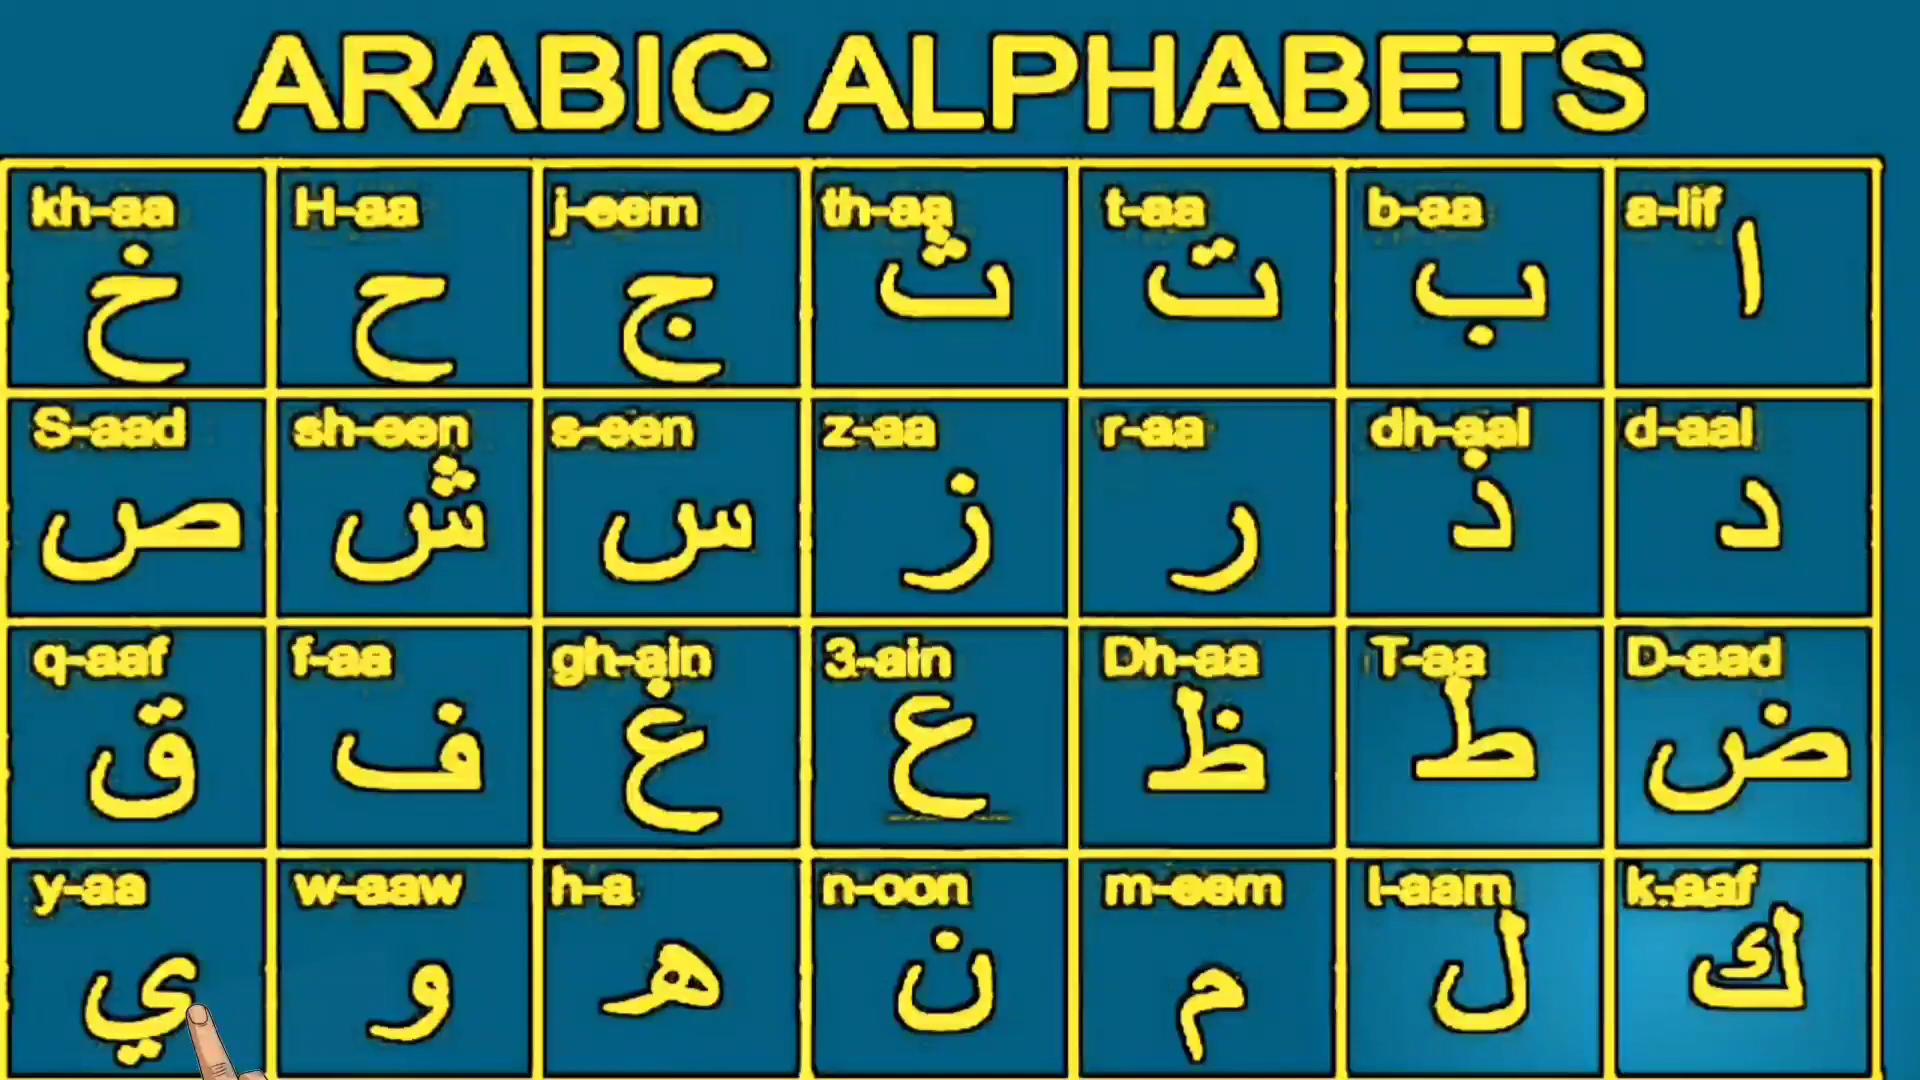 ARABIC ALPHABETS
a-lif b-aa t-aa th-aa j-eem H-aa kh-aa
ا ب ت ث ج ح خ
d-aal dh-aal r-aa z-aa s-een sh-een S-aad
د ذ ر ز س ش ص
D-aad T-aa Dh-aa 3-ain gh-ain f-aa q-aaf
ض ط ظ ع غ ف ق
k-aaf l-aam m-eem n-oon h-a w-aaw y-aa
ك ل م ن ه و ي